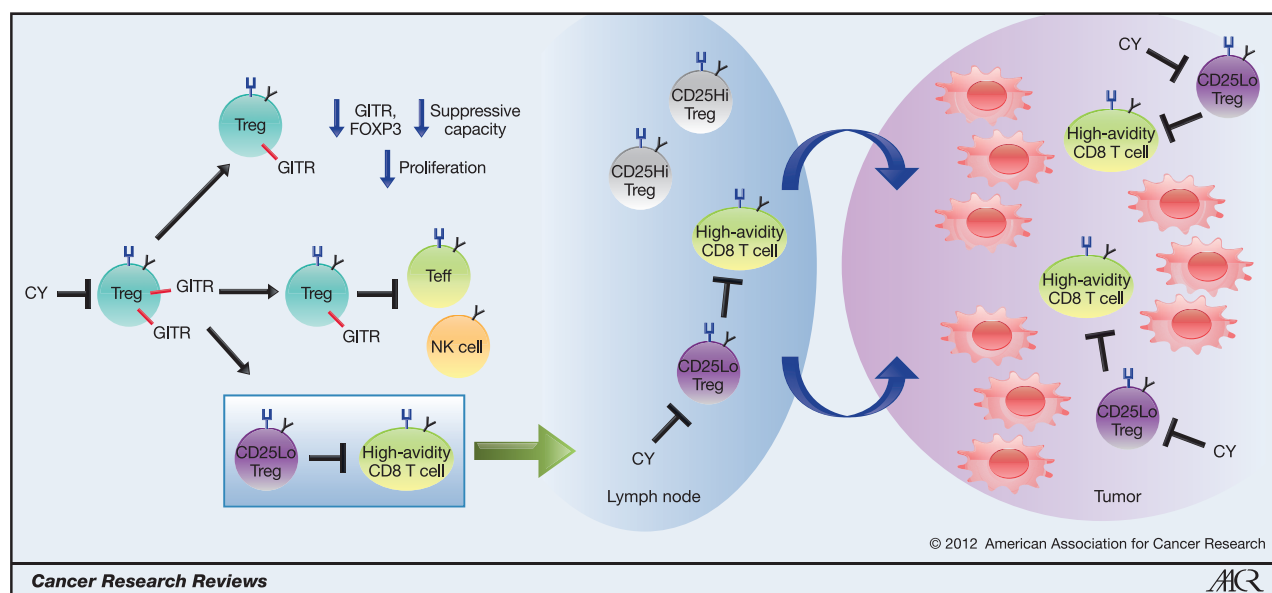 Treg
GITR
GITR,
FOXP3
Suppressive
capacity
Proliferation
CY
Treg
GITR
GITR
Treg
GITR
Teff
NK cell
CD25Lo
Treg
High-avidity
CD8 T cell
CD25Hi
Treg
CD25Hi
Treg
High-avidity
CD8 T cell
CD25Lo
Treg
CY
Lymph node
CY
CD25Lo
Treg
High-avidity
CD8 T cell
High-avidity
CD8 T cell
CD25Lo
Treg
CY
Tumor
© 2012 American Association for Cancer Research
Cancer Research Reviews
AACR